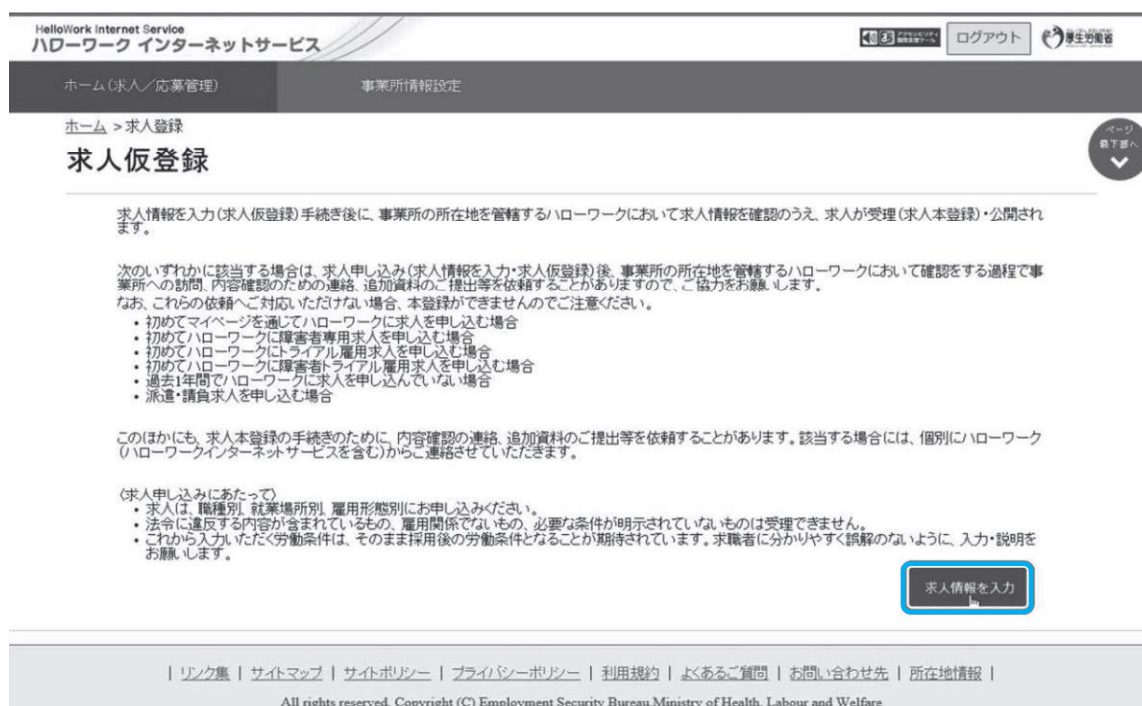 HelloWork Internet Service
ハローワーク インターネットサービス
ログアウト
厚生労働省
ホーム(求人／応募管理)
事業所情報設定
ホーム >求人登録
ページ
最下部へ
求人仮登録
求人情報を入力(求人仮登録)手続き後に、事業所の所在地を管轄するハローワークにおいて求人情報を確認のうえ、求人が受理(求人本登録)・公開され
ます。
次のいずれかに該当する場合は、求人申し込み(求人情報を入力・求人仮登録)後、事業所の所在地を管轄するハローワークにおいて確認をする過程で事
業所への訪問、内容確認のための連絡、追加資料のご提出等を依頼することがありますので、ご協力をお願いします。
なお、これらの依頼へご対応いただけない場合、本登録ができませんのでご注意ください。
・初めてマイページを通じてハローワークに求人を申し込む場合
・初めてハローワークに障害者専用求人を申し込む場合
・初めてハローワークにトライアル雇用求人を申し込む場合
・初めてハローワークに障害者トライアル雇用求人を申し込む場合
・過去1年間でハローワークに求人を申し込んでいない場合
・派遣・請負求人を申し込む場合
このほかにも、求人本登録の手続きのために、内容確認の連絡、追加資料のご提出等を依頼することがあります。該当する場合には、個別にハローワーク
(ハローワークインターネットサービスを含む)からご連絡させていただきます。
〈求人申し込みにあたって〉
・求人は、職種別、就業場所別、雇用形態別にお申し込みください。
・法令に違反する内容が含まれているもの、雇用関係でないもの、必要な条件が明示されていないものは受理できません。
・これから入力いただく労働条件は、そのまま採用後の労働条件となることが期待されています。求職者に分かりやすく誤解のないように、入力・説明を
お願いします。
求人情報を入力
| リンク集 | サイトマップ | サイトポリシー | プライバシーポリシー | 利用規約 | よくあるご質問 | お問い合わせ先 | 所在地情報 |
All rights reserved. Copyright (C) Employment Security Bureau.Ministry of Health, Labour and Welfare